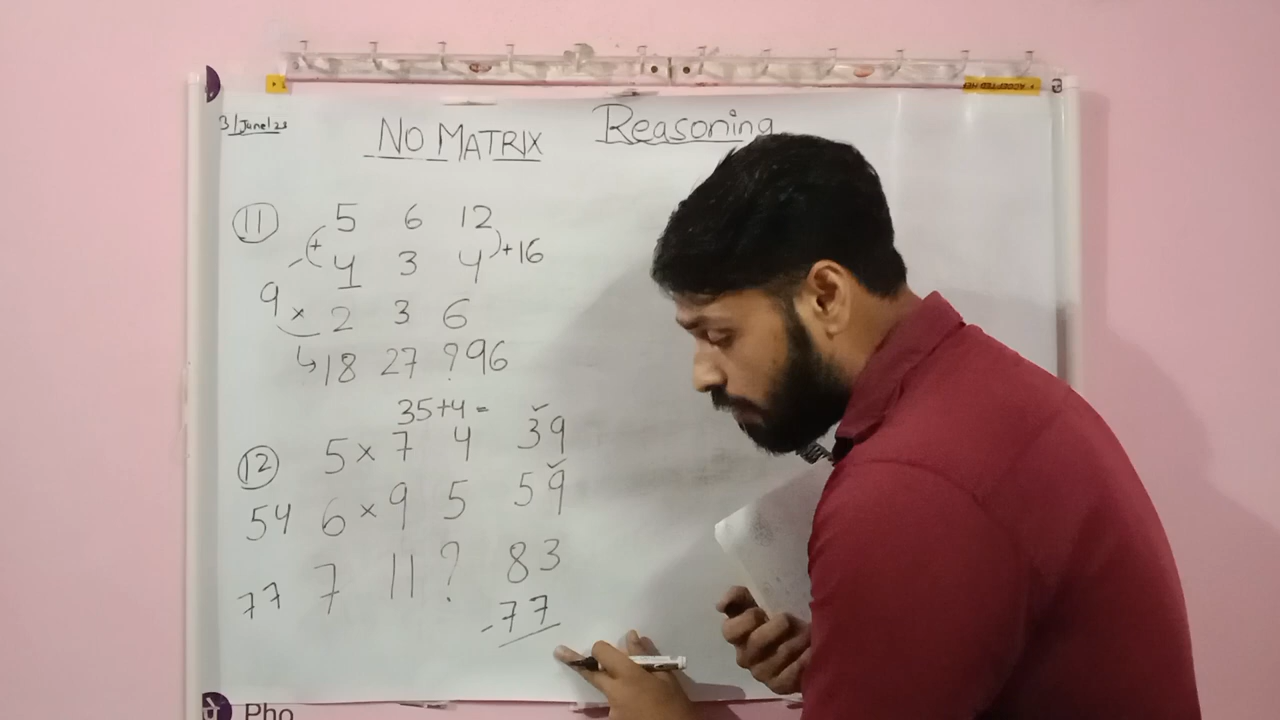 3/June/23
NO MATRIX
Reasoning
11
5 6 12
+ +16
4 3 4
9 × 2 3 6
18 27 ? 96
35+4=
12
5 × 7 4 39
54 6 × 9 5 59
77 7 11 ? 83
-77
Pho